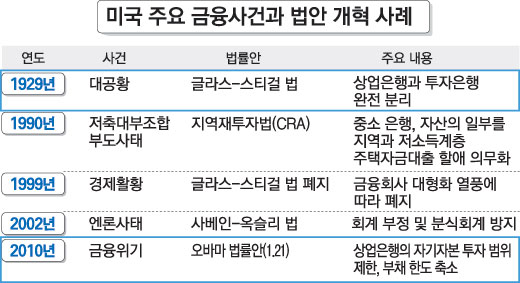 미국 주요 금융사건과 법안 개혁 사례
연도 사건 법률안 주요 내용
1929년 대공황 글라스-스티걸 법 상업은행과 투자은행
완전 분리
1990년 저축대부조합 지역재투자법(CRA) 중소 은행, 자산의 일부를
부도사태 지역과 저소득계층
주택자금대출 할애 의무화
1999년 경제활황 글라스-스티걸 법 폐지 금융회사 대형화 열풍에
따라 폐지
2002년 엔론사태 사베인-옥슬리 법 회계 부정 및 분식회계 방지
2010년 금융위기 오바마 법률안(1.21) 상업은행의 자기자본 투자 범위
제한, 부채 한도 축소